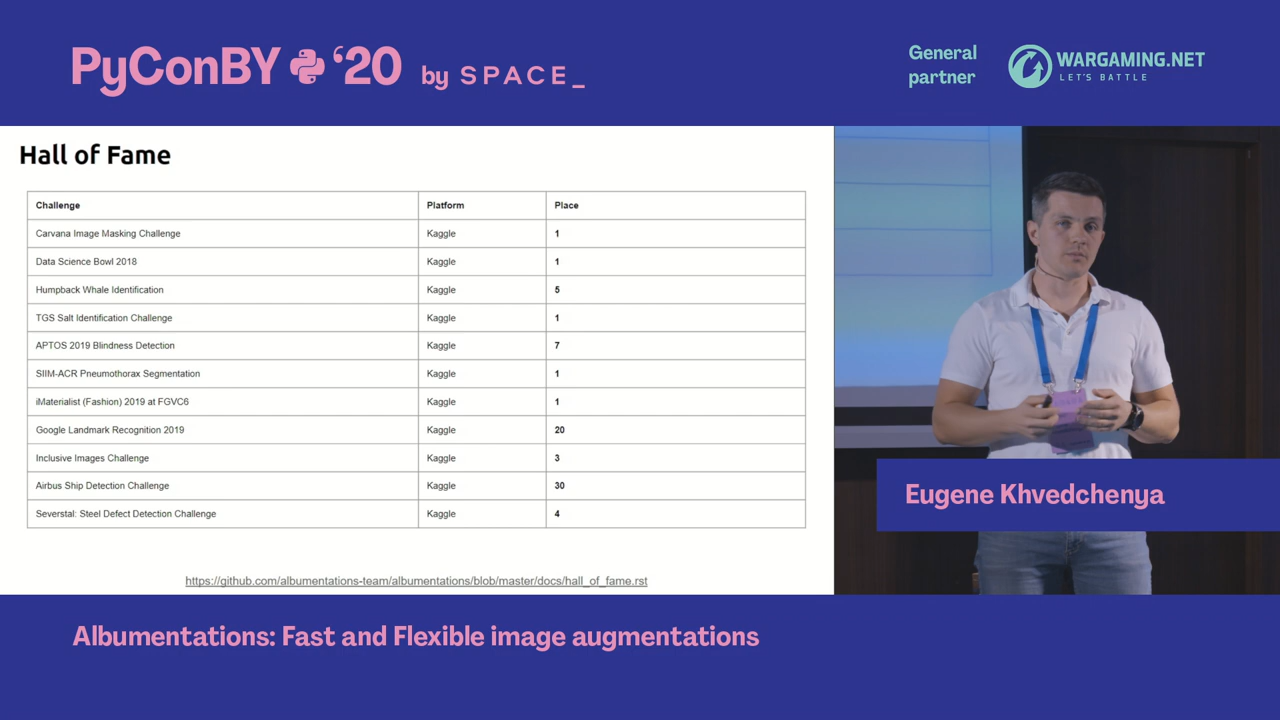 PyConBY '20 by SPACE_
General
partner
WARGAMING.NET
LET'S BATTLE
Hall of Fame
Challenge Platform Place
Carvana Image Masking Challenge Kaggle 1
Data Science Bowl 2018 Kaggle 1
Humpback Whale Identification Kaggle 5
TGS Salt Identification Challenge Kaggle 1
APTOS 2019 Blindness Detection Kaggle 7
SIIM-ACR Pneumothorax Segmentation Kaggle 1
iMaterialist (Fashion) 2019 at FGVC6 Kaggle 1
Google Landmark Recognition 2019 Kaggle 20
Inclusive Images Challenge Kaggle 3
Airbus Ship Detection Challenge Kaggle 30
Severstal: Steel Defect Detection Challenge Kaggle 4
https://github.com/albumentations-team/albumentations/blob/master/docs/hall_of_fame.rst
Eugene Khvedchenya
Albumentations: Fast and Flexible image augmentations